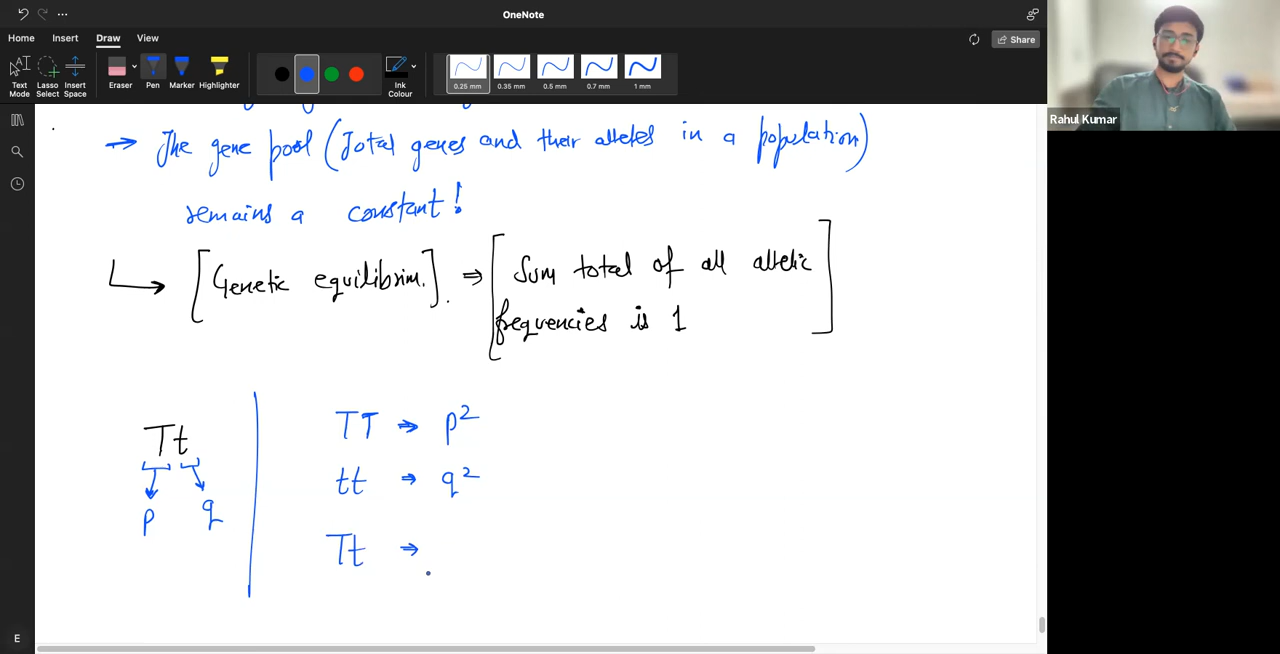 OneNote
Home Insert Draw View
Share
Text Mode
Lasso Select
Insert Space
Eraser
Pen
Marker
Highlighter
Ink Colour
0.25 mm
0.35 mm
0.5 mm
0.7 mm
1 mm
Rahul Kumar
→ The gene pool (Total genes and their alleles in a population)
remains a constant!
[Genetic equilibrim.] ⇒ [Sum total of all allelic
frequencies is 1]
Tt
p q
TT ⇒ p²
tt ⇒ q²
Tt ⇒
E